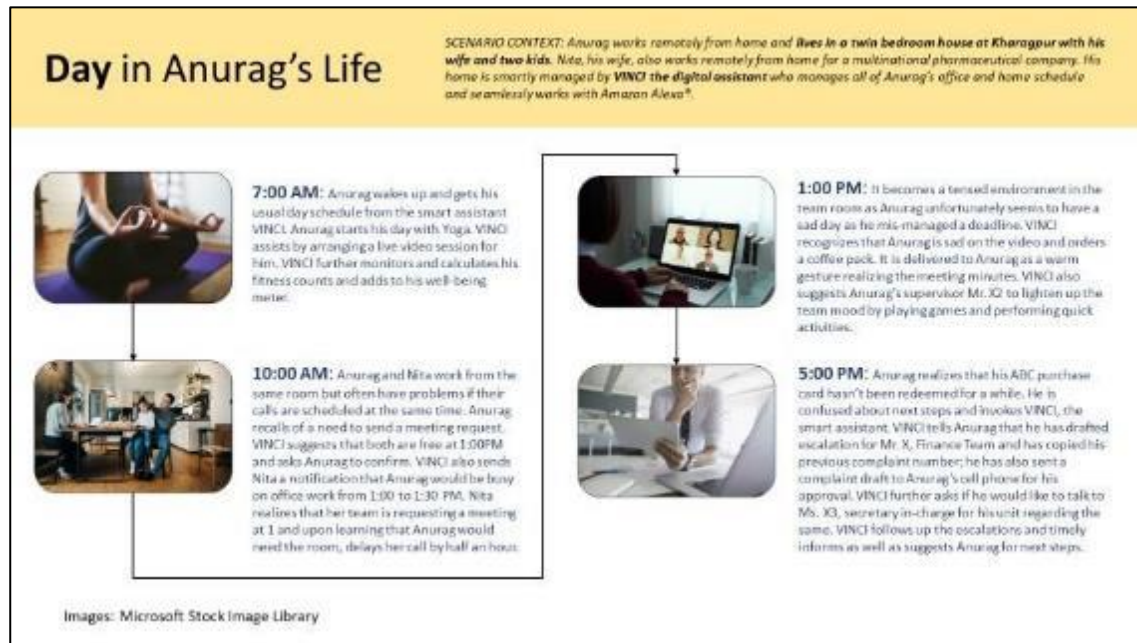 Day in Anurag's Life
SCENARIO CONTEXT: Anurag works remotely from home and lives in a twin bedroom house at Kharagpur with his
wife and two kids. Nita, his wife, also works remotely from home for a multinational pharmaceutical company. His
home is smartly managed by VINCI the digital assistant who manages all of Anurag's office and home schedule
and seamlessly works with Amazon Alexa®.
7:00 AM: Anurag wakes up and gets his
usual day schedule from the smart assistant
VINCI. Anurag starts his day with Yoga. VINCI
assists by arranging a live video session for
him. VINCI further monitors and calculates his
fitness counts and adds to his well-being
meter.
10:00 AM: Anurag and Nita work from the
same room but often have problems if their
calls are scheduled at the same time. Anurag
recalls of a need to send a meeting request.
VINCI suggests that both are free at 1:00PM
and asks Anurag to confirm. VINCI also sends
Nita a notification that Anurag would be busy
on office work from 1:00 to 1:30 PM. Nita
realizes that her team is requesting a meeting
at 1 and upon learning that Anurag would
need the room, delays her call by half an hour.
1:00 PM: It becomes a tensed environment in the
team room as Anurag unfortunately seems to have a
sad day as he mis-managed a deadline. VINCI
recognizes that Anurag is sad on the video and orders
a coffee pack. It is delivered to Anurag as a warm
gesture realizing the meeting minutes. VINCI also
suggests Anurag's supervisor Mr. X2 to lighten up the
team mood by playing games and performing quick
activities.
5:00 PM: Anurag realizes that his ABC purchase
card hasn't been redeemed for a while. He is
confused about next steps and invokes VINCI, the
smart assistant. VINCI tells Anurag that he has drafted
escalation for Mr. X, Finance Team and has copied his
previous complaint number; he has also sent a
complaint draft to Anurag's cell phone for his
approval. VINCI further asks if he would like to talk to
Ms. X3, secretary in-charge for his unit regarding the
same. VINCI follows up the escalations and timely
informs as well as suggests Anurag for next steps.
Images: Microsoft Stock Image Library